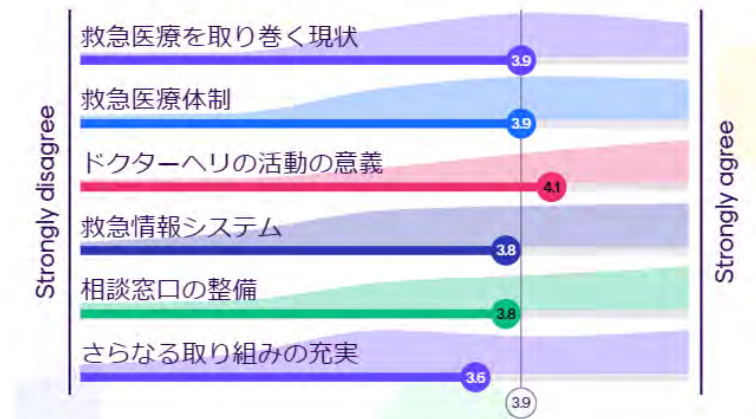 救急医療を取り巻く現状
3.9
救急医療体制
3.9
ドクターヘリの活動の意義
4.1
救急情報システム
3.8
相談窓口の整備
3.8
さらなる取り組みの充実
3.6
3.9
Strongly disagree
Strongly agree